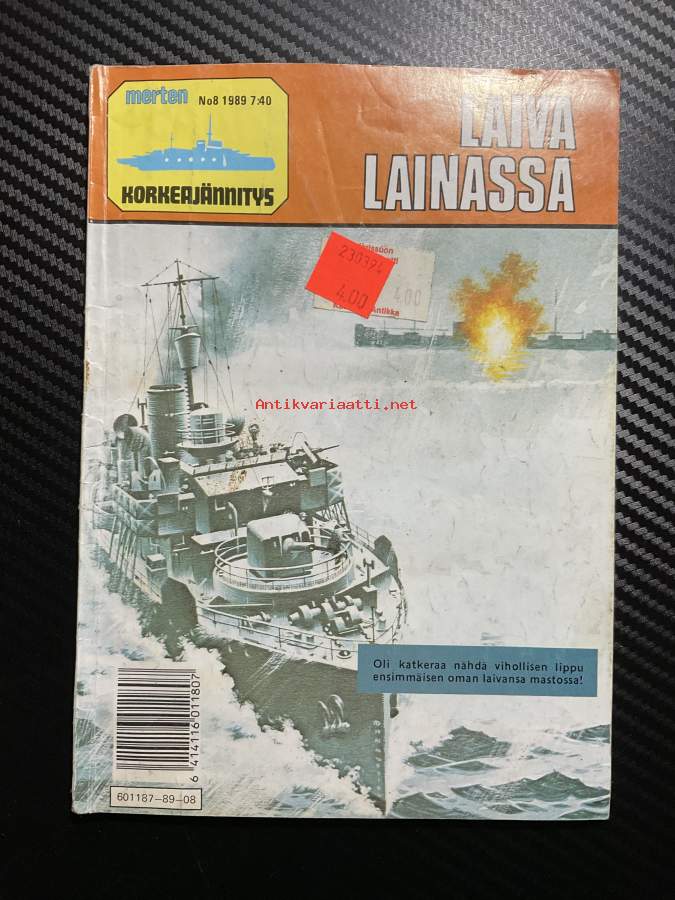 merten No8 1989 7:40
KORKEAJÄNNITYS
LAIVA
LAINASSA
230394
4.00
4.00
Antikka
Antikvariaatti.net
Oli katkeraa nähdä vihollisen lippu
ensimmäisen oman laivansa mastossa!
6 414116 011807
601187-89-08